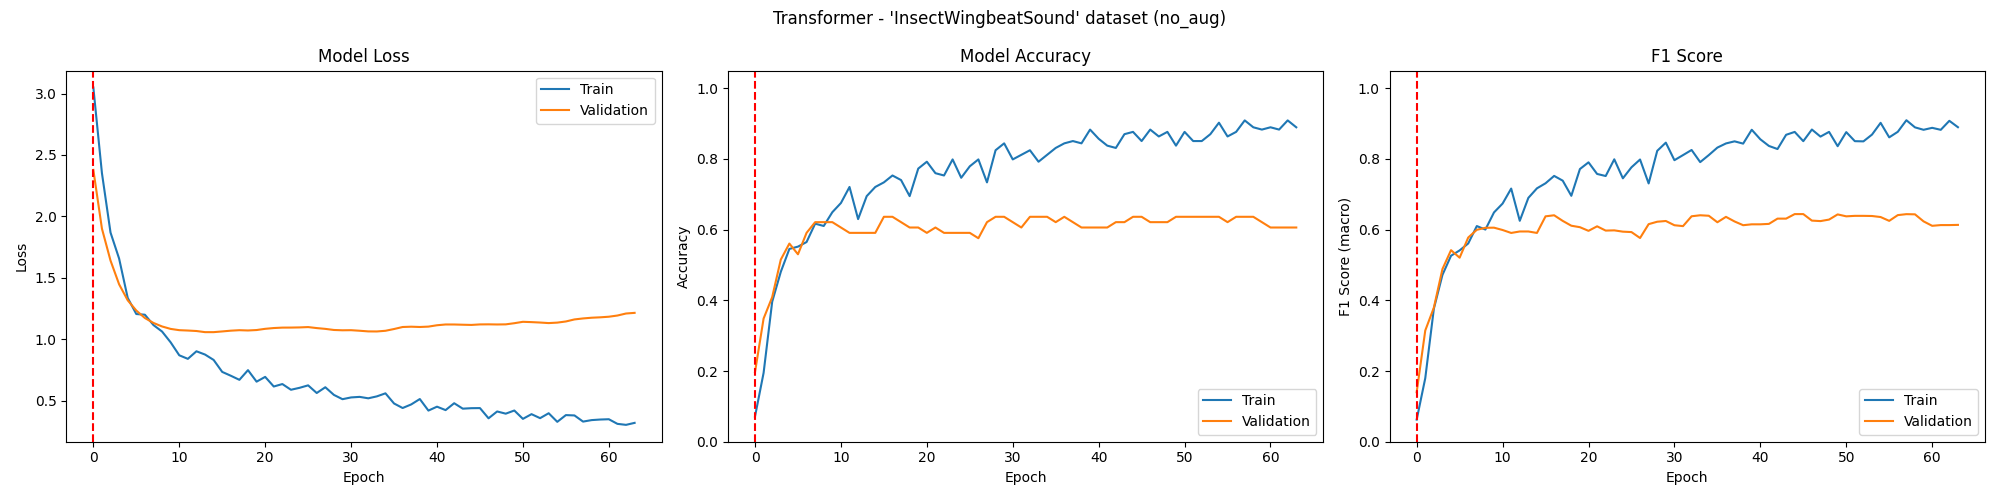 Transformer - 'InsectWingbeatSound' dataset (no_aug)
Model Loss
Loss
3.0
2.5
2.0
1.5
1.0
0.5
0 10 20 30 40 50 60
Epoch
Train
Validation
Model Accuracy
Accuracy
1.0
0.8
0.6
0.4
0.2
0.0
0 10 20 30 40 50 60
Epoch
Train
Validation
F1 Score
F1 Score (macro)
1.0
0.8
0.6
0.4
0.2
0.0
0 10 20 30 40 50 60
Epoch
Train
Validation